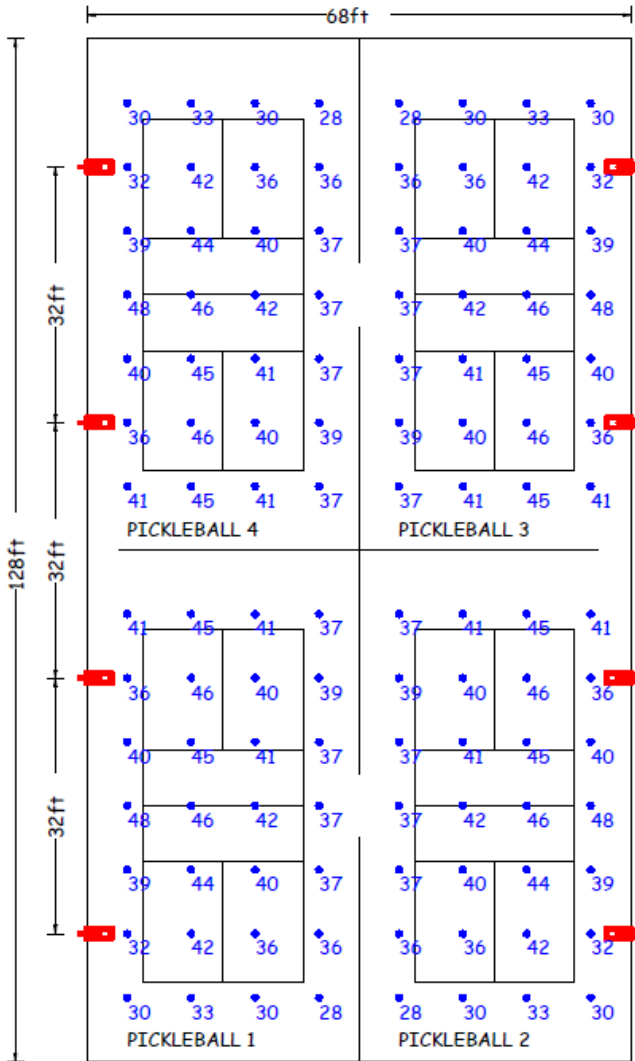 68ft
30 33 30 28 28 30 33 30
32 42 36 36 36 36 42 32
39 44 40 37 37 40 44 39
48 46 42 37 37 42 46 48
32ft
40 45 41 37 37 41 45 40
36 46 40 39 39 40 46 36
41 45 41 37 37 41 45 41
PICKLEBALL 4 PICKLEBALL 3
128ft
32ft
41 45 41 37 37 41 45 41
36 46 40 39 39 40 46 36
40 45 41 37 37 41 45 40
48 46 42 37 37 42 46 48
32ft
39 44 40 37 37 40 44 39
32 42 36 36 36 36 42 32
30 33 30 28 28 30 33 30
PICKLEBALL 1 PICKLEBALL 2